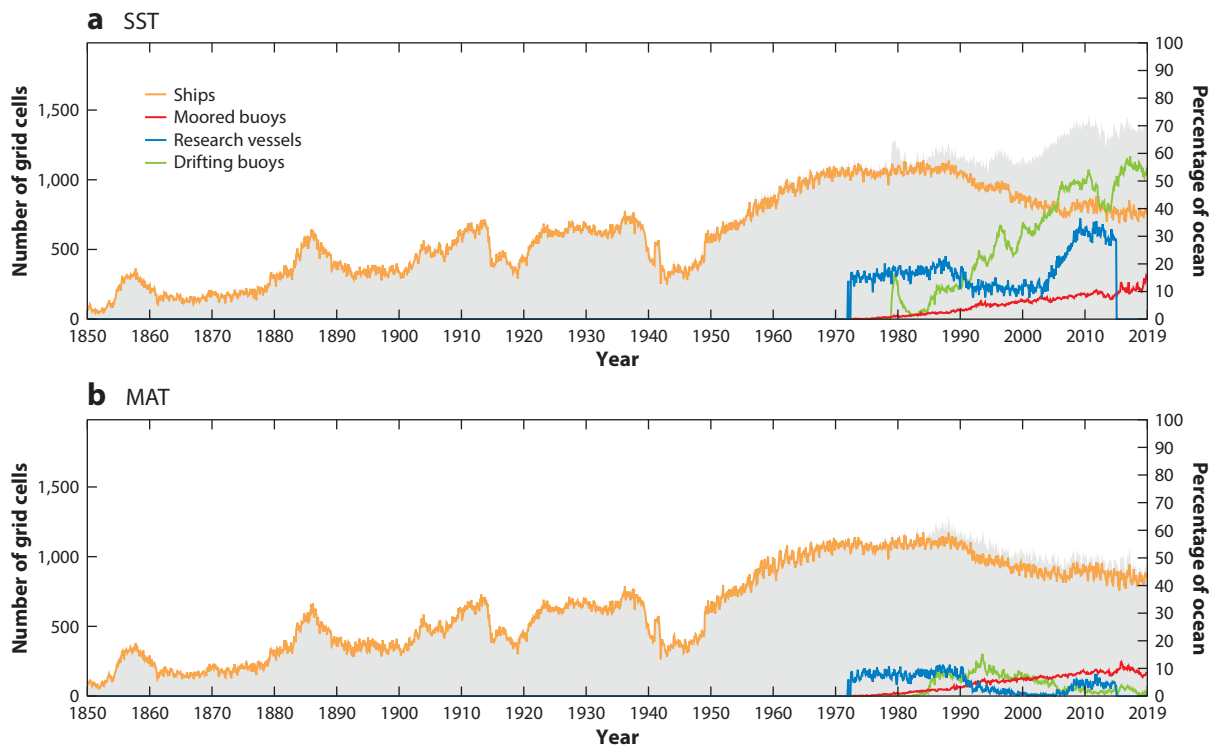 a SST
Number of grid cells
1,500
1,000
500
0
Ships
Moored buoys
Research vessels
Drifting buoys
100
90
80
70
60
50
40
30
20
10
0
Percentage of ocean
1850 1860 1870 1880 1890 1900 1910 1920 1930 1940 1950 1960 1970 1980 1990 2000 2010 2019
Year
b MAT
Number of grid cells
1,500
1,000
500
0
100
90
80
70
60
50
40
30
20
10
0
Percentage of ocean
1850 1860 1870 1880 1890 1900 1910 1920 1930 1940 1950 1960 1970 1980 1990 2000 2010 2019
Year